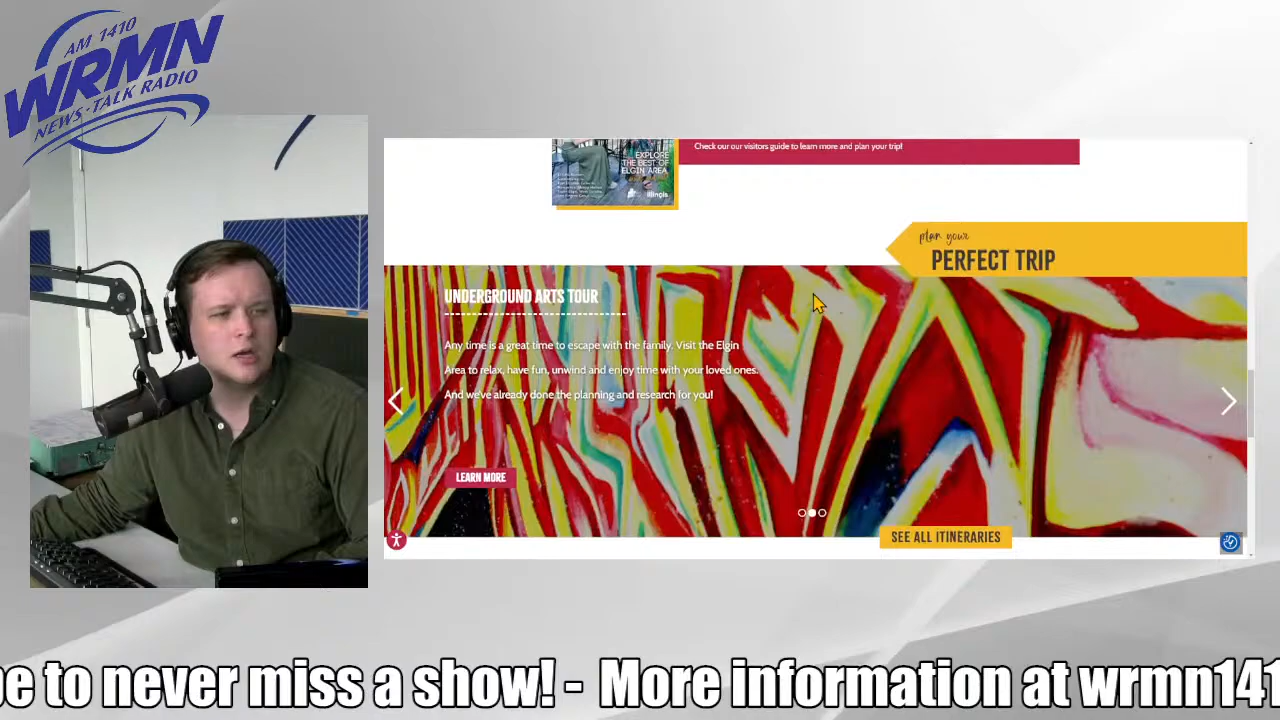 AM 1410
WRMN
NEWS-TALK RADIO
Check our our visitors guide to learn more and plan your trip!
EXPLORE
THE BEST OF
ELGIN AREA
illinois
plan your
PERFECT TRIP
UNDERGROUND ARTS TOUR
Any time is a great time to escape with the family. Visit the Elgin
Area to relax, have fun, unwind and enjoy time with your loved ones.
And we've already done the planning and research for you!
LEARN MORE
SEE ALL ITINERARIES
be to never miss a show! - More information at wrmn141